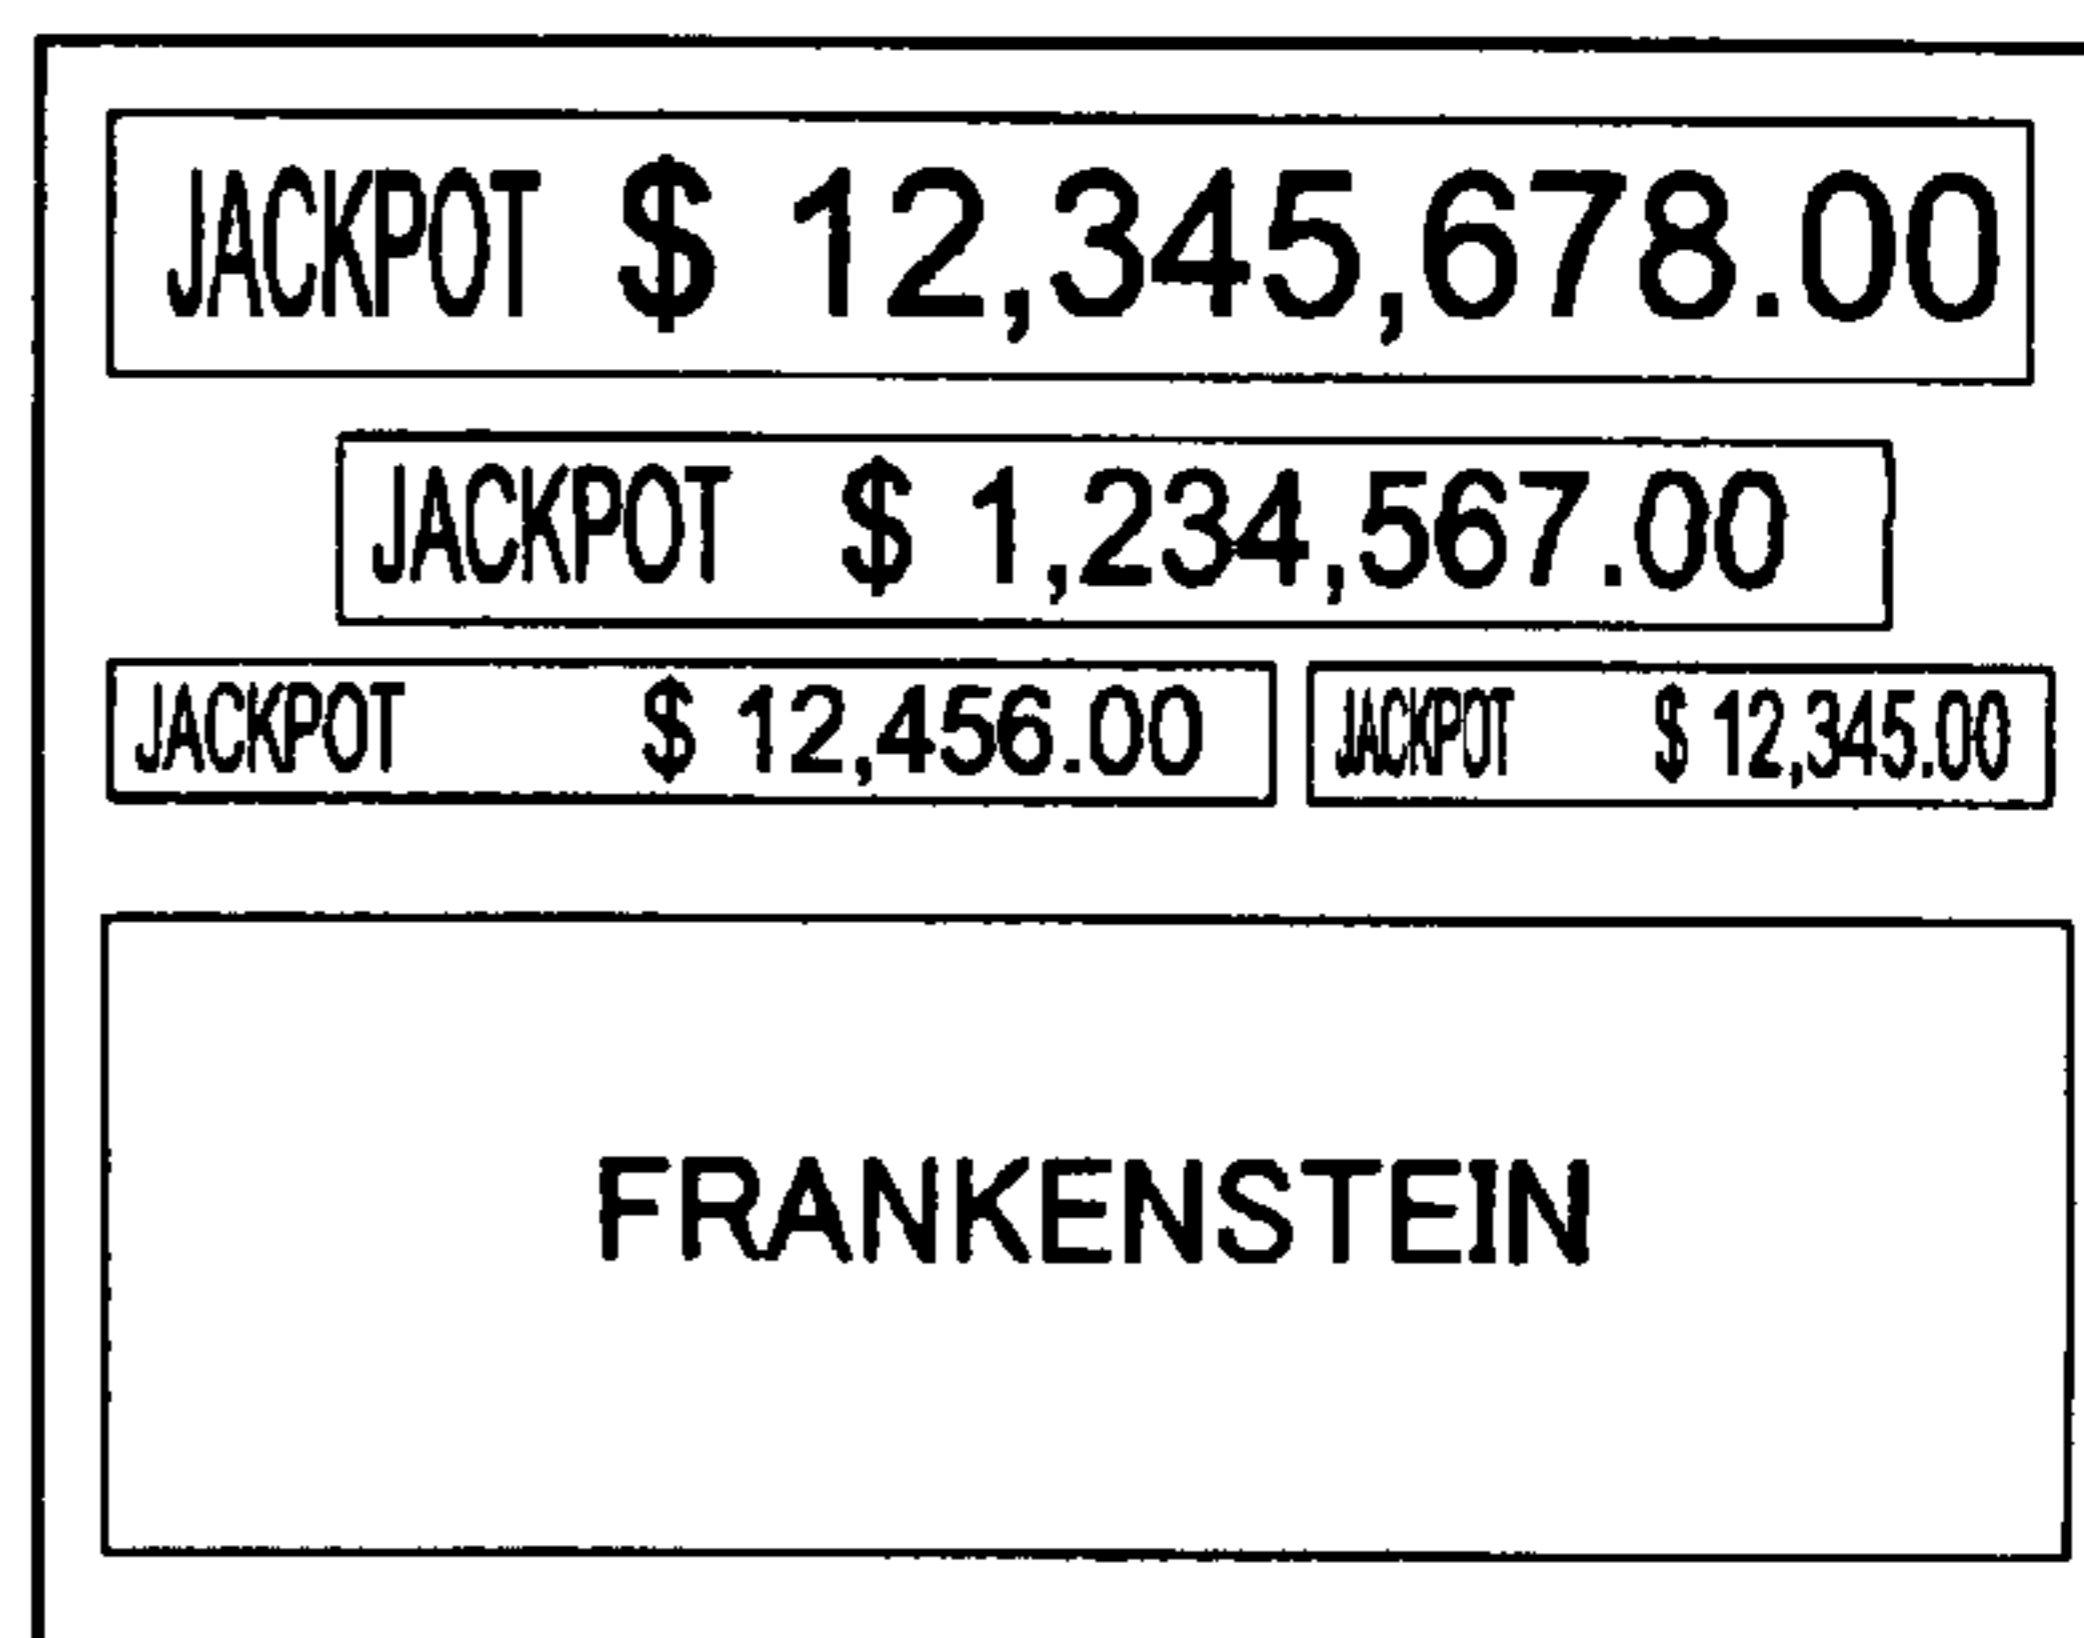 JACKPOT $ 12,345,678.00
JACKPOT $ 1,234,567.00
JACKPOT $ 12,456.00 JACKPOT $ 12,345.00
FRANKENSTEIN